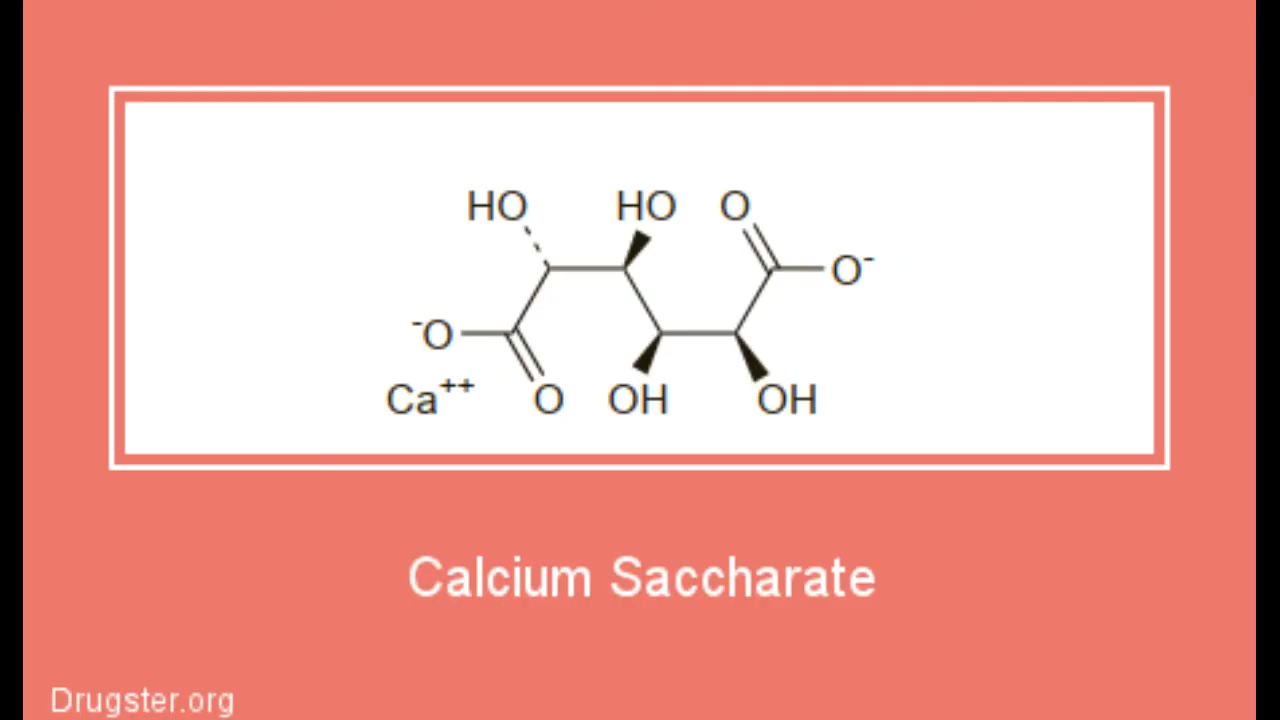 HO HO O
O⁻
⁻O
Ca⁺⁺ O OH OH
Calcium Saccharate
Drugster.org